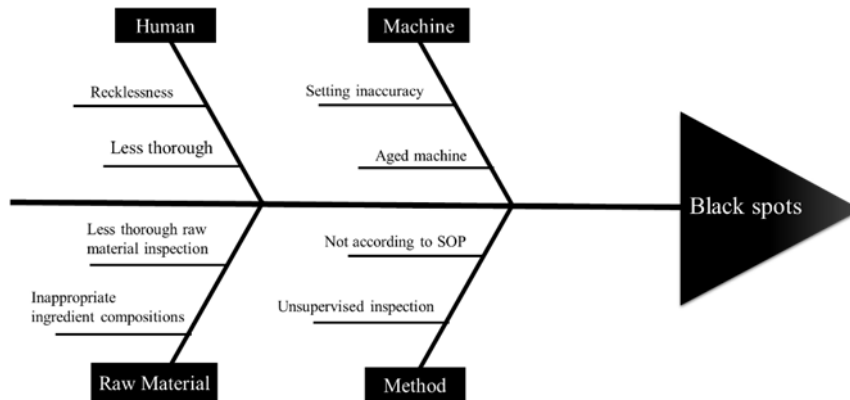 Human
Machine
Recklessness
Setting inaccuracy
Less thorough
Aged machine
Black spots
Less thorough raw
material inspection
Not according to SOP
Inappropriate
ingredient compositions
Unsupervised inspection
Raw Material
Method